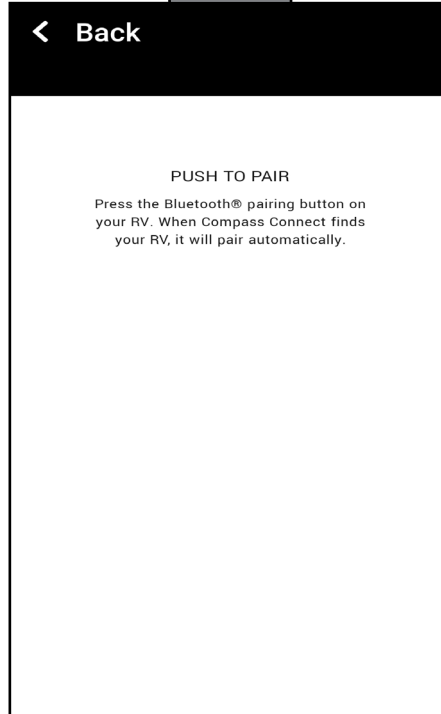 Back
PUSH TO PAIR
Press the Bluetooth® pairing button on
your RV. When Compass Connect finds
your RV, it will pair automatically.